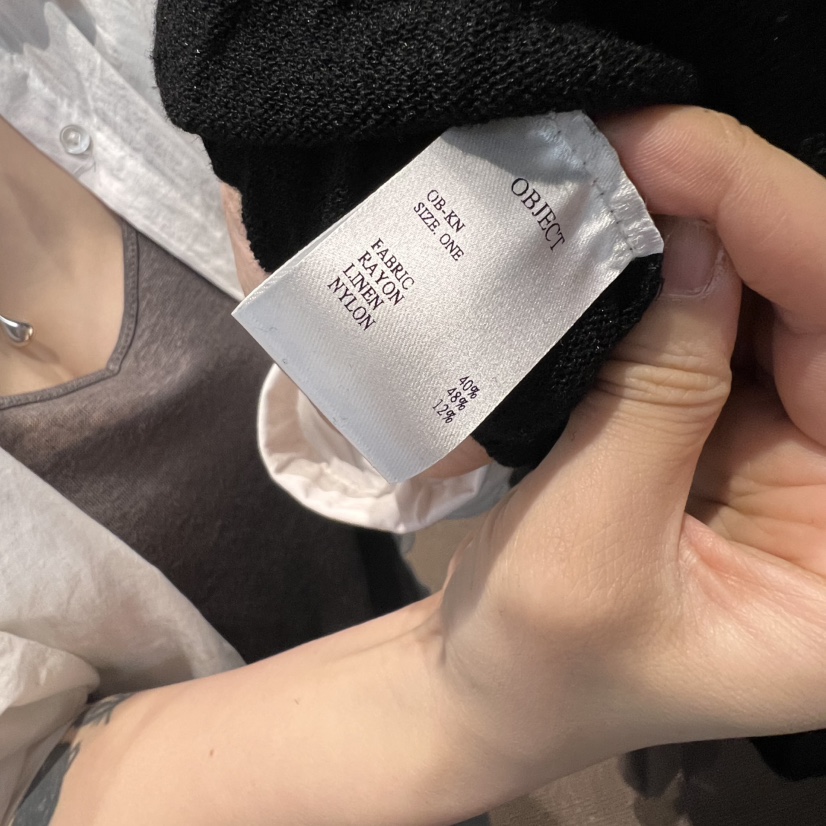 OBJECT
OB-KN
SIZE. ONE
FABRIC
RAYON 40%
LINEN 48%
NYLON 12%